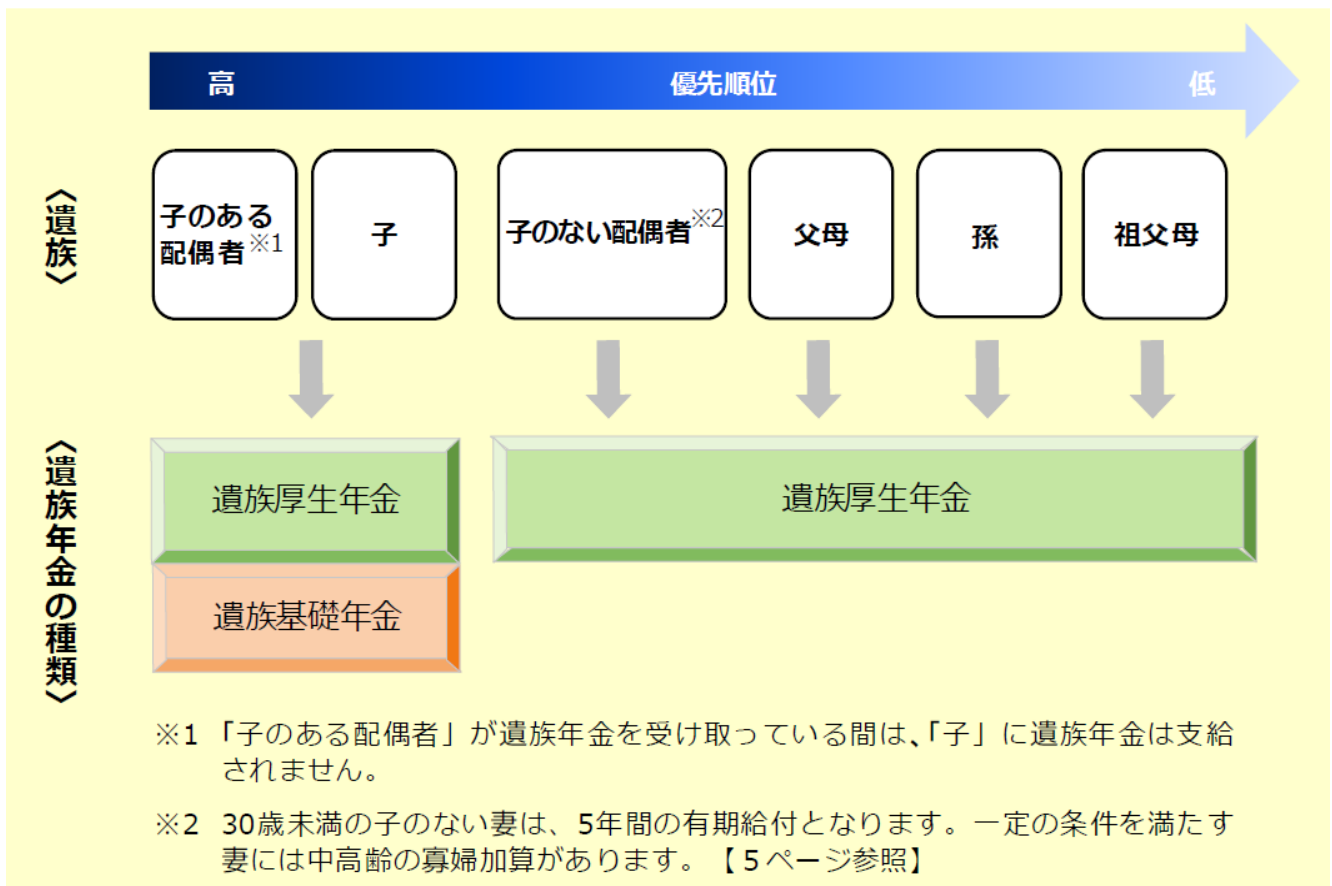 高 優先順位 低
〈遺族〉
子のある
配偶者※1
子
子のない配偶者※2
父母
孫
祖父母
〈遺族年金の種類〉
遺族厚生年金
遺族厚生年金
遺族基礎年金
※1 「子のある配偶者」が遺族年金を受け取っている間は、「子」に遺族年金は支給
されません。
※2 30歳未満の子のない妻は、5年間の有期給付となります。一定の条件を満たす
妻には中高齢の寡婦加算があります。【５ページ参照】